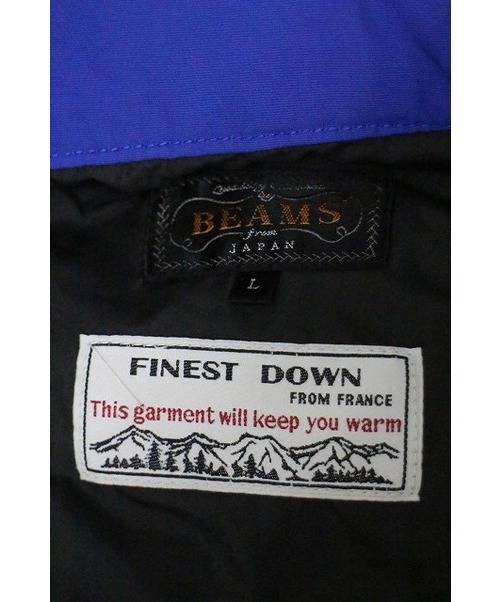 BEAMS
from
JAPAN
L
FINEST DOWN
FROM FRANCE
This garment will keep you warm